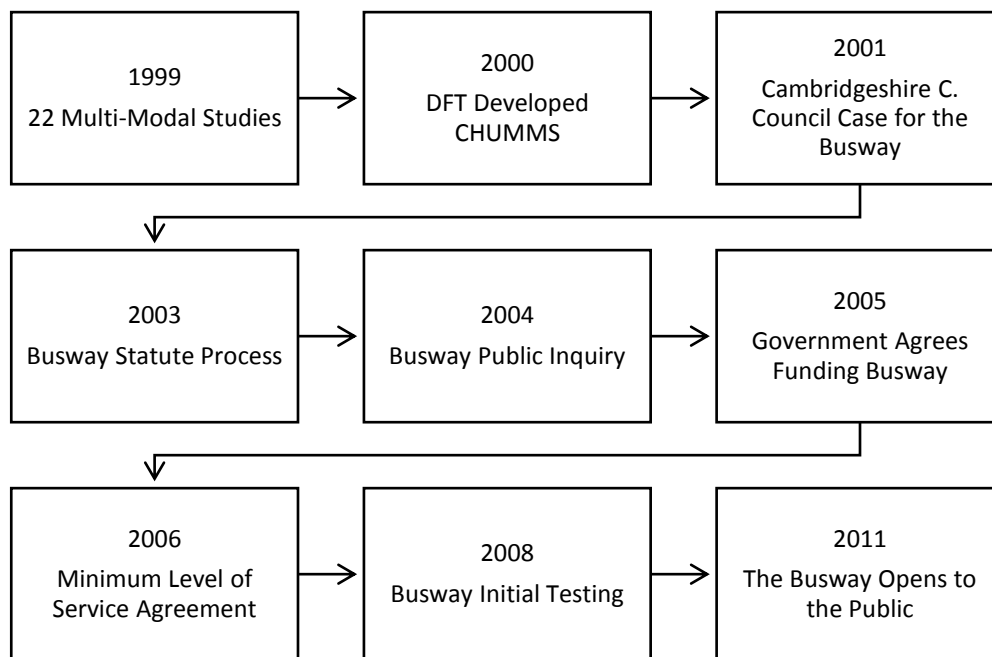 1999
22 Multi-Modal Studies
2000
DFT Developed
CHUMMS
2001
Cambridgeshire C.
Council Case for the
Busway
2003
Busway Statute Process
2004
Busway Public Inquiry
2005
Government Agrees
Funding Busway
2006
Minimum Level of
Service Agreement
2008
Busway Initial Testing
2011
The Busway Opens to
the Public